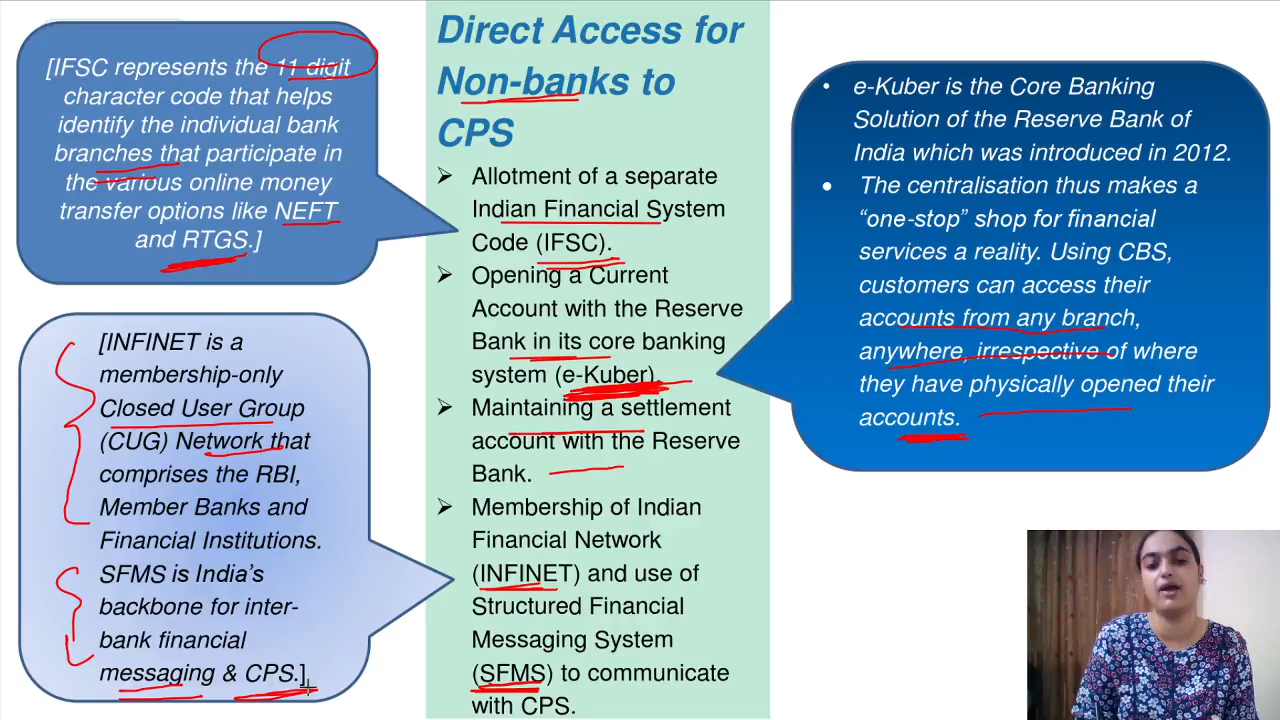 [IFSC represents the 11 digit
character code that helps
identify the individual bank
branches that participate in
the various online money
transfer options like NEFT
and RTGS.]
[INFINET is a
membership-only
Closed User Group
(CUG) Network that
comprises the RBI,
Member Banks and
Financial Institutions.
SFMS is India's
backbone for inter-
bank financial
messaging & CPS.]
Direct Access for
Non-banks to
CPS
➢ Allotment of a separate
Indian Financial System
Code (IFSC).
➢ Opening a Current
Account with the Reserve
Bank in its core banking
system (e-Kuber).
➢ Maintaining a settlement
account with the Reserve
Bank.
➢ Membership of Indian
Financial Network
(INFINET) and use of
Structured Financial
Messaging System
(SFMS) to communicate
with CPS.
• e-Kuber is the Core Banking
Solution of the Reserve Bank of
India which was introduced in 2012.
• The centralisation thus makes a
“one-stop” shop for financial
services a reality. Using CBS,
customers can access their
accounts from any branch,
anywhere, irrespective of where
they have physically opened their
accounts.